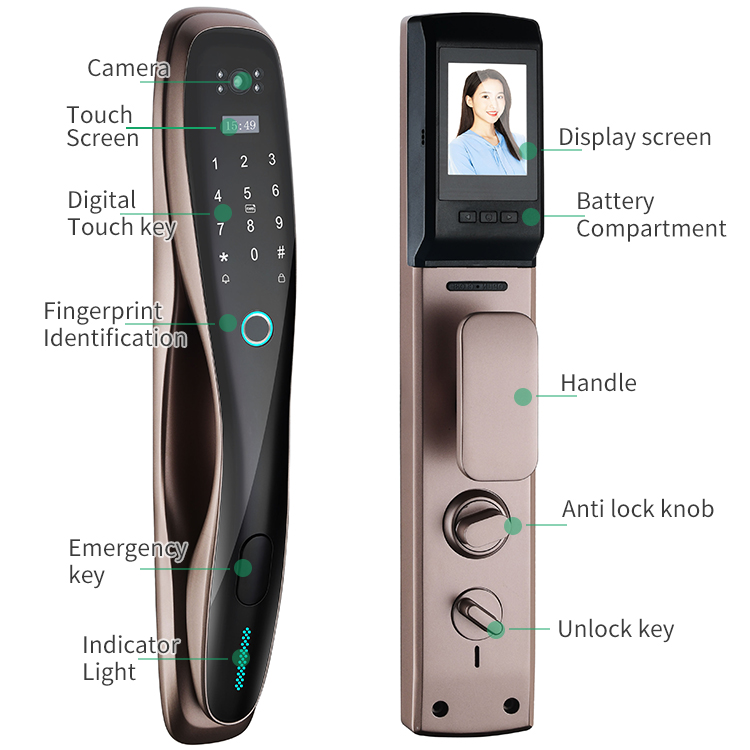 Camera
Touch
Screen
15:49
1 2 3
Digital
Touch key
4 5 6
7 8 9
* 0 #
Fingerprint
Identification
Emergency
key
Indicator
Light
Display screen
Battery
Compartment
Handle
Anti lock knob
Unlock key